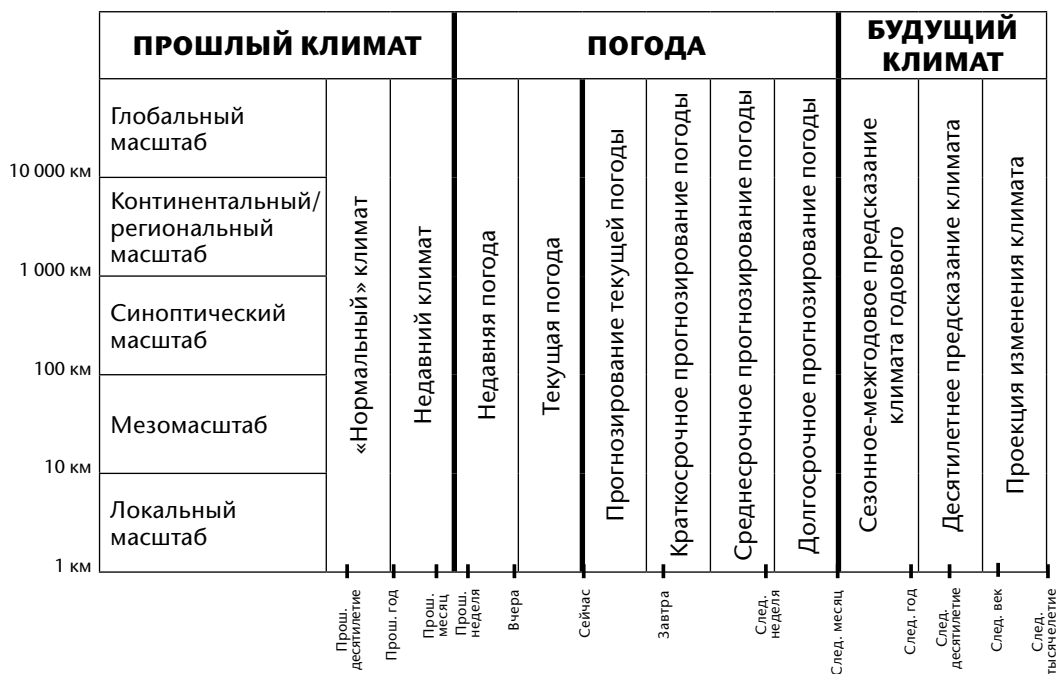 ПРОШЛЫЙ КЛИМАТ
ПОГОДА
БУДУЩИЙ
КЛИМАТ
Глобальный
масштаб
10 000 км
Континентальный/
региональный
масштаб
1 000 км
Синоптический
масштаб
100 км
Мезомасштаб
10 км
Локальный
масштаб
1 км
«Нормальный» климат
Недавний климат
Недавняя погода
Текущая погода
Прогнозирование текущей погоды
Краткосрочное прогнозирование погоды
Среднесрочное прогнозирование погоды
Долгосрочное прогнозирование погоды
Сезонное-межгодовое предсказание
климата годового
Десятилетнее предсказание климата
Проекция изменения климата
Прош.
десятилетие
Прош. год
Прош.
месяц
Прош.
неделя
Вчера
Сейчас
Завтра
След.
неделя
След. месяц
След. год
След.
десятилетие
След. век
След.
тысячелетие